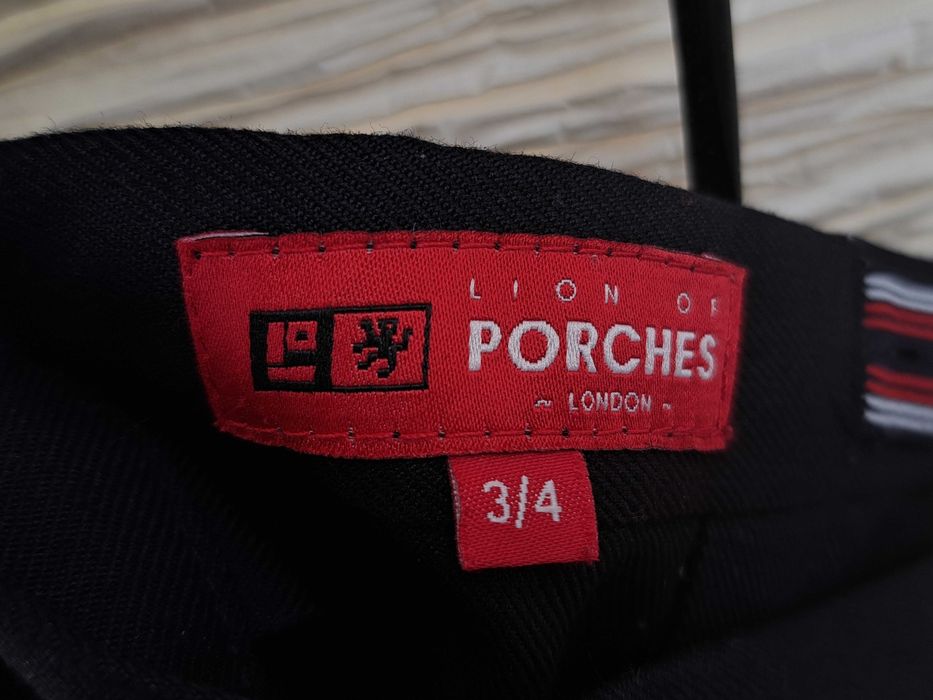 LION OF
PORCHES
~ LONDON ~
3/4